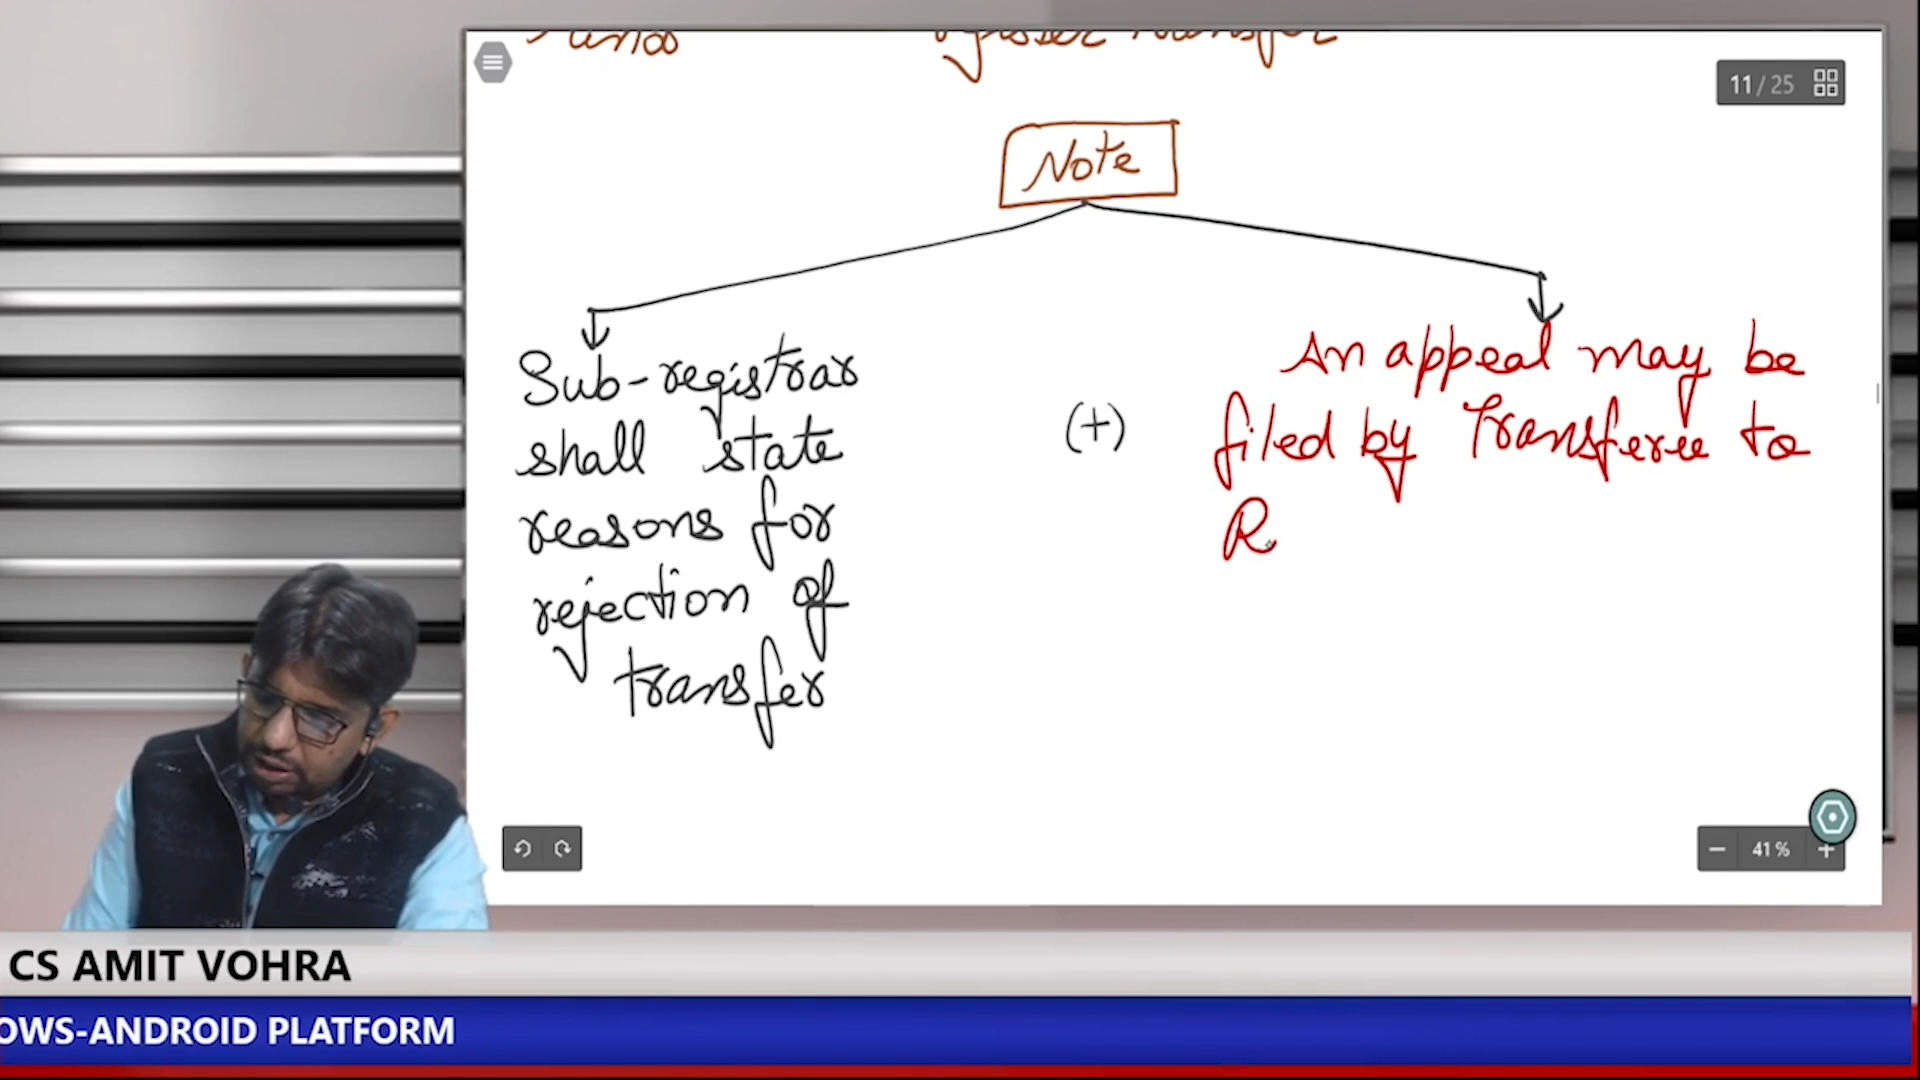 11 / 25
Note
Sub-registrar
shall state
reasons for
rejection of
transfer
(+)
An appeal may be
filed by Transferee to
R
41%
CS AMIT VOHRA
OWS-ANDROID PLATFORM